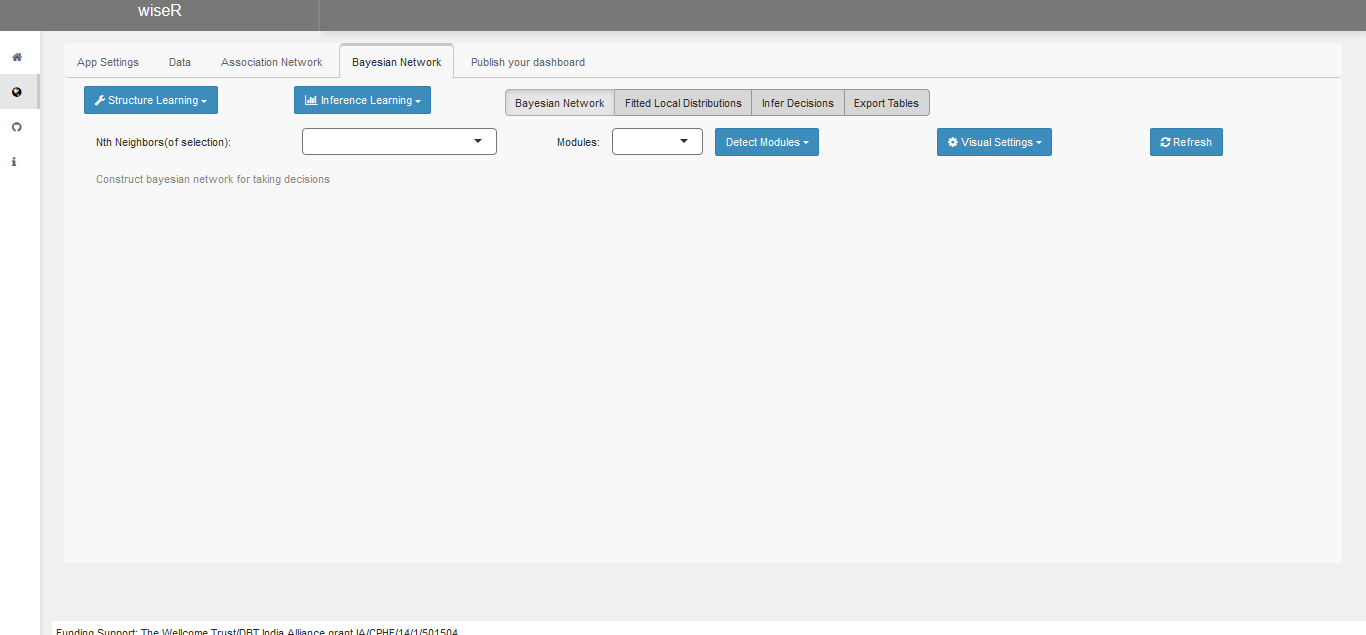 wiseR
App Settings Data Association Network Bayesian Network Publish your dashboard
Structure Learning Inference Learning Bayesian Network Fitted Local Distributions Infer Decisions Export Tables
Nth Neighbors(of selection): Modules: Detect Modules Visual Settings Refresh
Construct bayesian network for taking decisions
Funding Support: The Wellcome Trust/DBT India Alliance grant IA/CPHE/14/1/501504